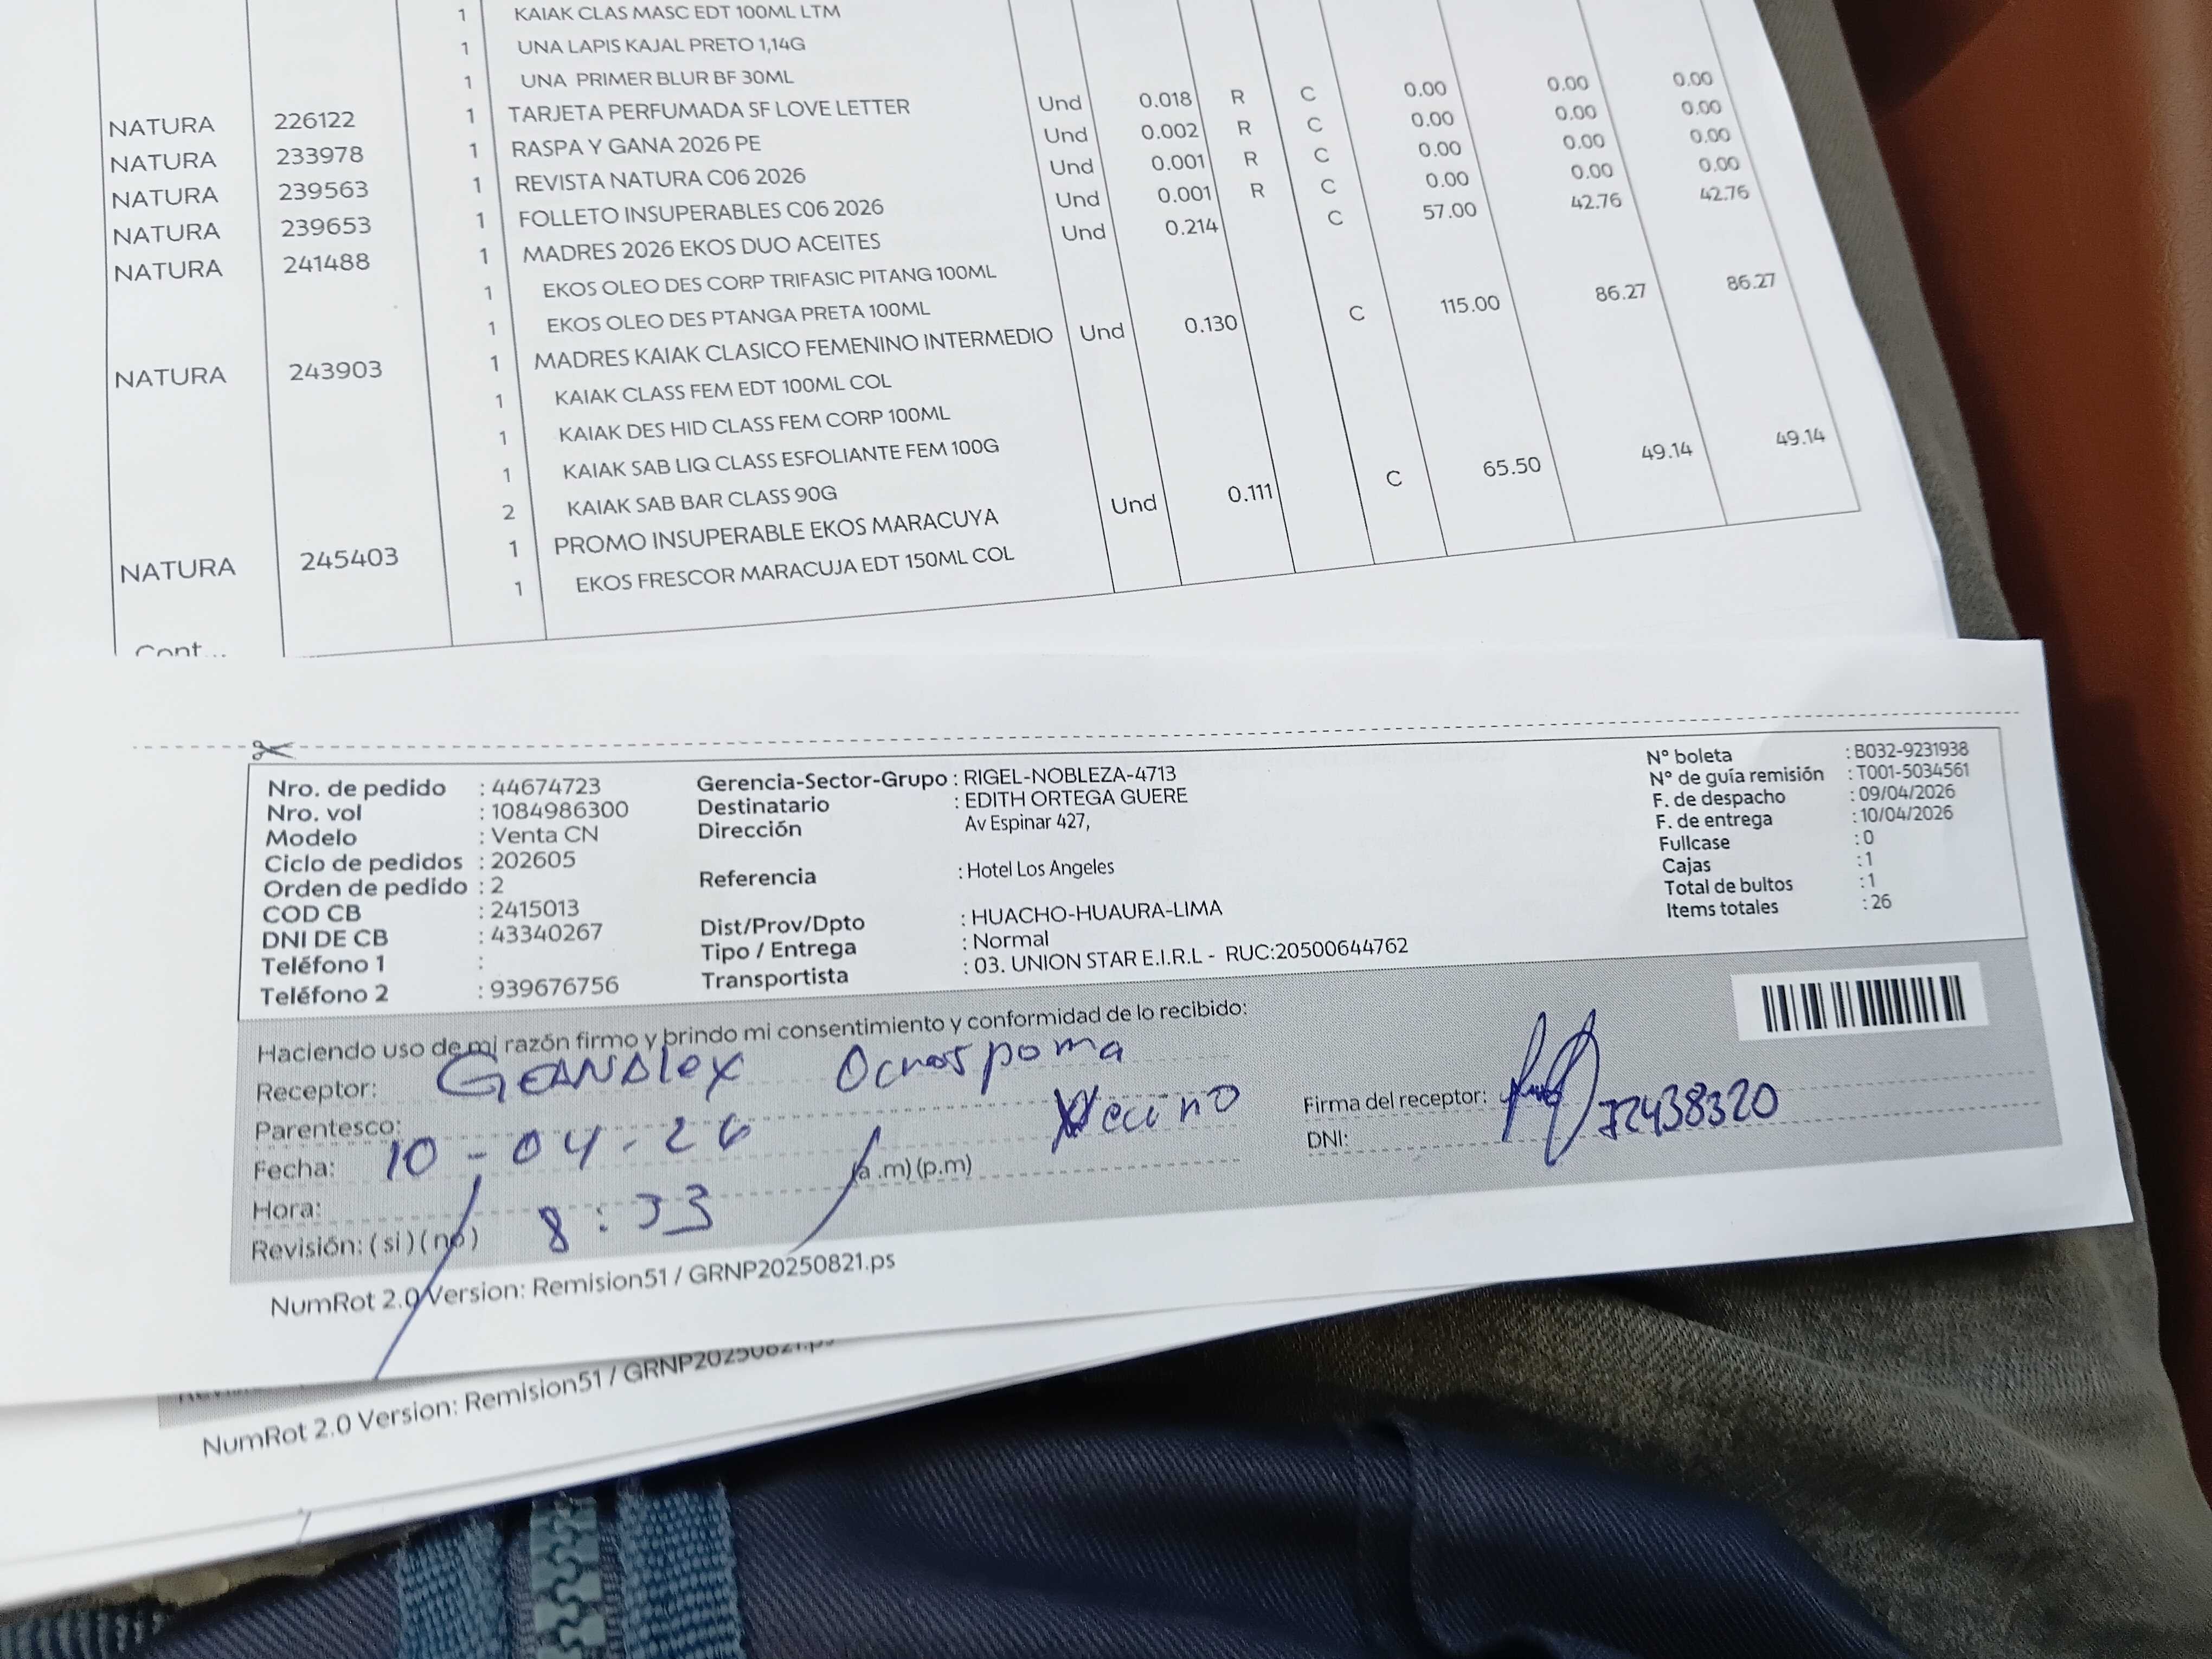 1 KAIAK CLAS MASC EDT 100ML LTM
1 UNA LAPIS KAJAL PRETO 1,14G
1 UNA PRIMER BLUR BF 30ML
NATURA 226122 1 TARJETA PERFUMADA SF LOVE LETTER Und 0.018 R C 0.00 0.00 0.00
NATURA 233978 1 RASPA Y GANA 2026 PE Und 0.002 R C 0.00 0.00 0.00
NATURA 239563 1 REVISTA NATURA C06 2026 Und 0.001 R C 0.00 0.00 0.00
NATURA 239653 1 FOLLETO INSUPERABLES C06 2026 Und 0.001 R C 0.00 0.00 0.00
NATURA 241488 1 MADRES 2026 EKOS DUO ACEITES Und 0.214 C 57.00 42.76 42.76
1 EKOS OLEO DES CORP TRIFASIC PITANG 100ML
1 EKOS OLEO DES PTANGA PRETA 100ML
NATURA 243903 1 MADRES KAIAK CLASICO FEMENINO INTERMEDIO Und 0.130 C 115.00 86.27 86.27
1 KAIAK CLASS FEM EDT 100ML COL
1 KAIAK DES HID CLASS FEM CORP 100ML
1 KAIAK SAB LIQ CLASS ESFOLIANTE FEM 100G
2 KAIAK SAB BAR CLASS 90G
NATURA 245403 1 PROMO INSUPERABLE EKOS MARACUYA Und 0.111 C 65.50 49.14 49.14
1 EKOS FRESCOR MARACUJA EDT 150ML COL
Cont...
Nro. de pedido : 44674723 Gerencia-Sector-Grupo : RIGEL-NOBLEZA-4713 N° boleta : B032-9231938
Nro. vol : 1084986300 Destinatario : EDITH ORTEGA GUERE N° de guía remisión : T001-5034561
Modelo : Venta CN Dirección Av Espinar 427, F. de despacho : 09/04/2026
Ciclo de pedidos : 202605 F. de entrega : 10/04/2026
Orden de pedido : 2 Referencia : Hotel Los Angeles Fullcase : 0
COD CB : 2415013 Dist/Prov/Dpto : HUACHO-HUAURA-LIMA Cajas : 1
DNI DE CB : 43340267 Tipo / Entrega : Normal Total de bultos : 1
Teléfono 1 : Transportista : 03. UNION STAR E.I.R.L - RUC:20500644762 Items totales : 26
Teléfono 2 : 939676756
Haciendo uso de mi razón firmo y brindo mi consentimiento y conformidad de lo recibido:
Receptor: GEANALEX Ocrospoma
Parentesco: Vecino Firma del receptor:
Fecha: 10-04-26 DNI: 72438320
Hora: 8:33 (a.m) (p.m)
Revisión: ( si ) ( no )
NumRot 2.0 Version: Remision51 / GRNP20250821.ps
NumRot 2.0 Version: Remision51 / GRNP20250821.ps